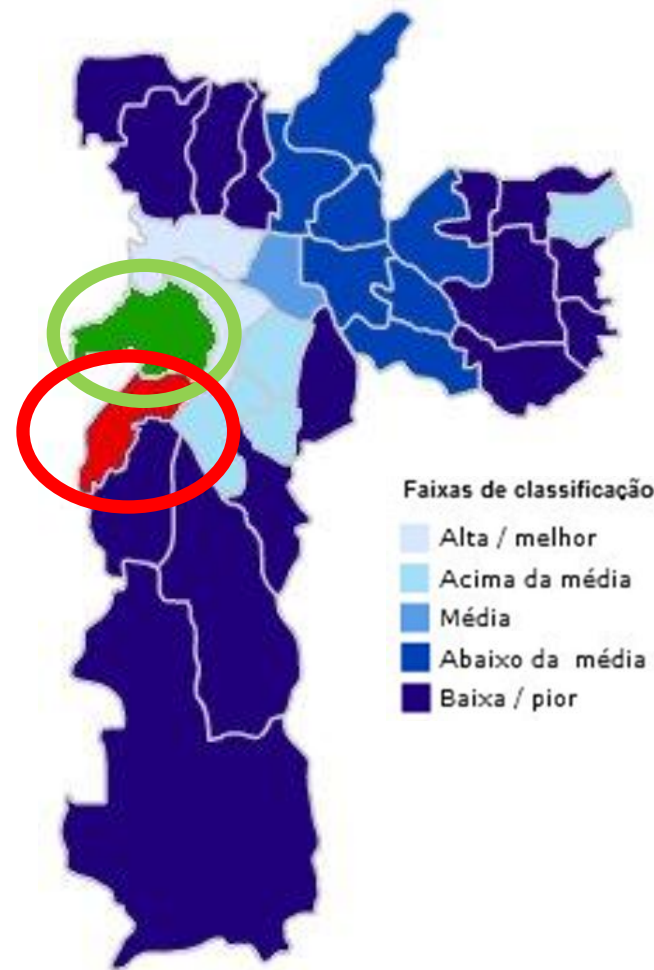 Faixas de classificação
Alta / melhor
Acima da média
Média
Abaixo da média
Baixa / pior